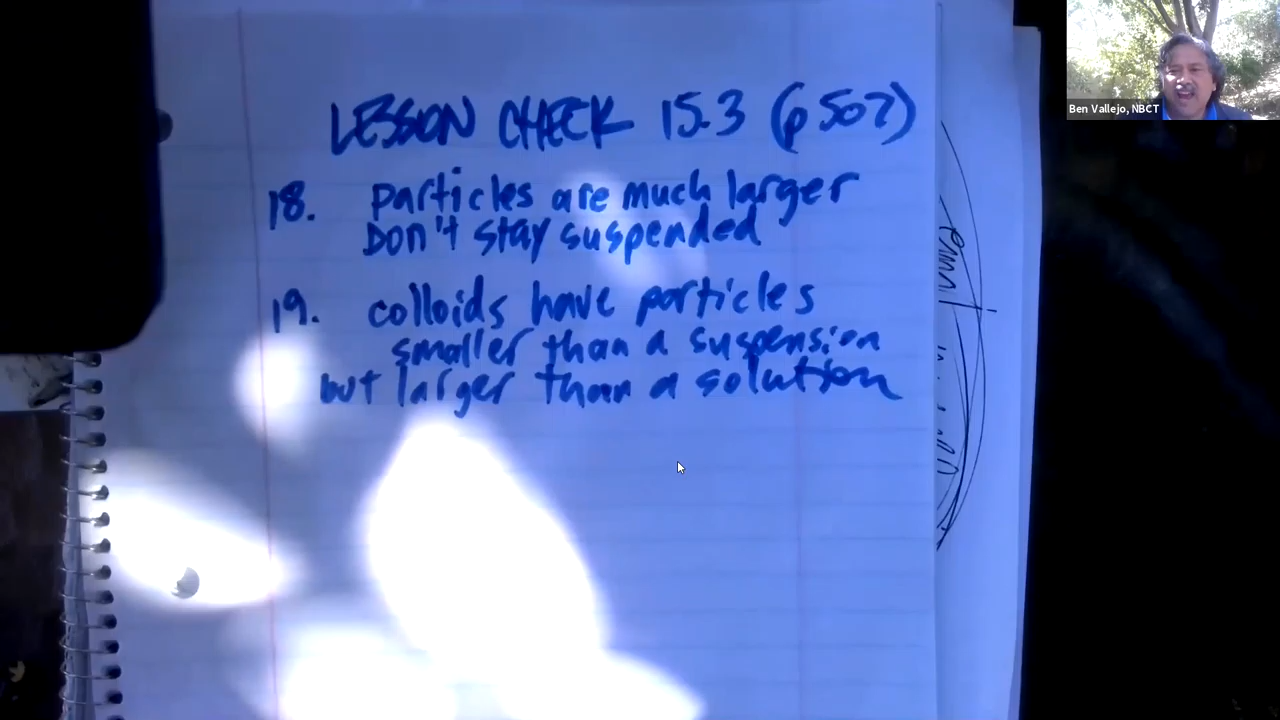 LESSON CHECK 15.3 (p 507)
18. particles are much larger
Don't stay suspended
19. colloids have particles
smaller than a suspension
but larger than a solution
Ben Vallejo, NBCT